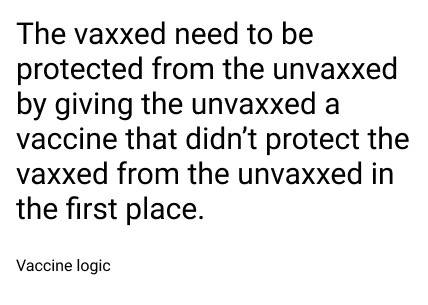 The vaxxed need to be
protected from the unvaxxed
by giving the unvaxxed a
vaccine that didn’t protect the
vaxxed from the unvaxxed in
the first place.
Vaccine logic